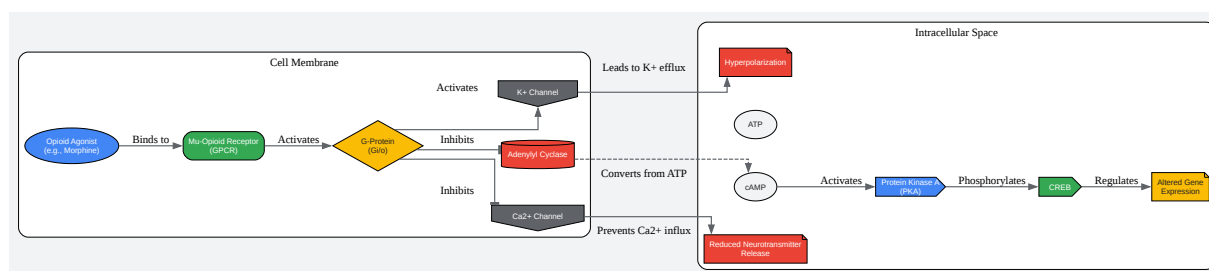 Cell Membrane
Opioid Agonist
(e.g., Morphine)
Binds to
Mu-Opioid Receptor
(GPCR)
Activates
G-Protein
(Gi/o)
Activates
K+ Channel
Inhibits
Adenylyl Cyclase
Inhibits
Ca2+ Channel
Leads to K+ efflux
Converts from ATP
Prevents Ca2+ influx
Intracellular Space
Hyperpolarization
ATP
cAMP
Activates
Protein Kinase A
(PKA)
Phosphorylates
CREB
Regulates
Altered Gene
Expression
Reduced Neurotransmitter
Release